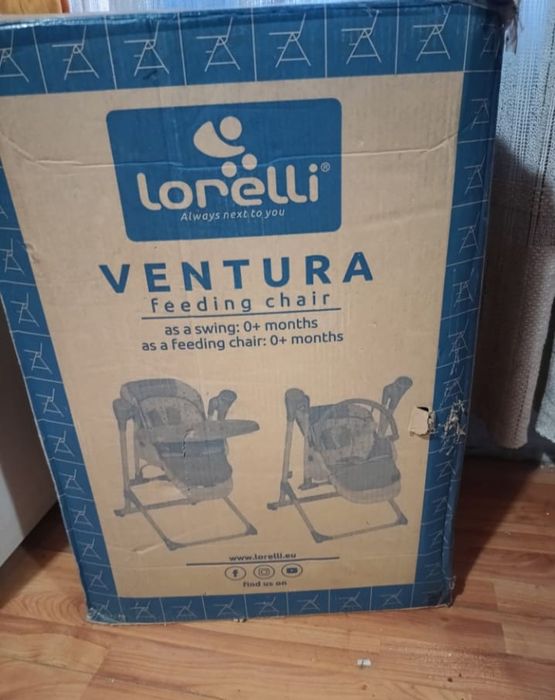 Lorelli®
Always next to you
VENTURA
feeding chair
as a swing: 0+ months
as a feeding chair: 0+ months
www.lorelli.eu
find us on